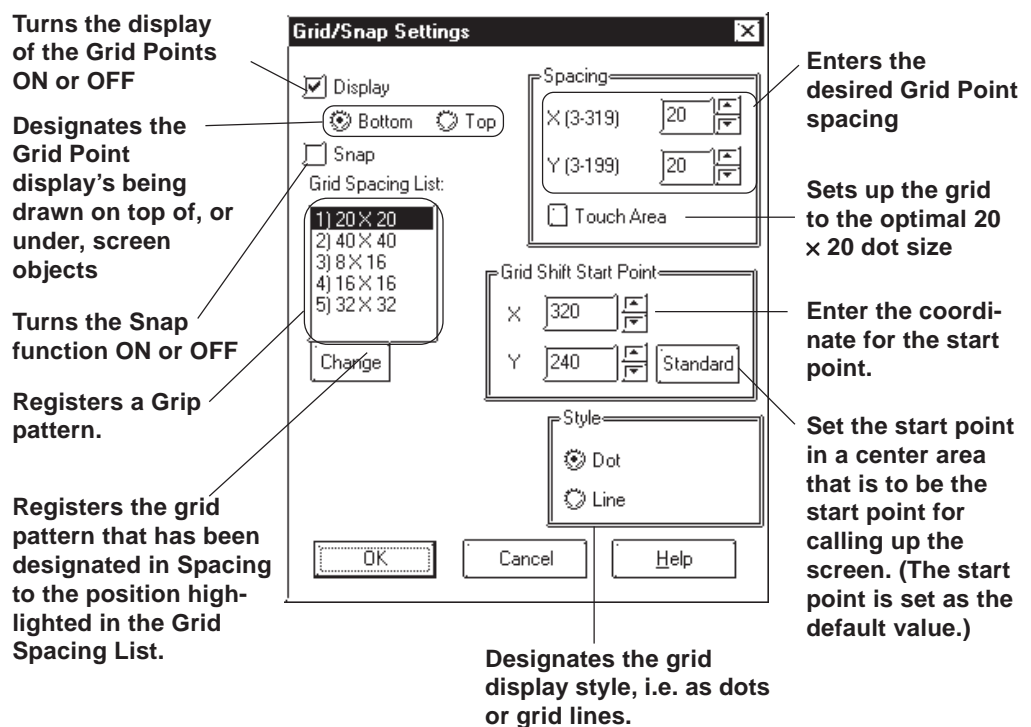 Turns the display
of the Grid Points
ON or OFF
Designates the
Grid Point
display's being
drawn on top of, or
under, screen
objects
Turns the Snap
function ON or OFF
Registers a Grip
pattern.
Registers the grid
pattern that has been
designated in Spacing
to the position high-
lighted in the Grid
Spacing List.
Grid/Snap Settings
Display
Bottom Top
Snap
Grid Spacing List:
1) 20 X 20
2) 40 X 40
3) 8 X 16
4) 16 X 16
5) 32 X 32
Change
Spacing
X (3-319) 20
Y (3-199) 20
Touch Area
Grid Shift Start Point
X 320
Y 240 Standard
Style
Dot
Line
OK Cancel Help
Enters the
desired Grid Point
spacing
Sets up the grid
to the optimal 20
× 20 dot size
Enter the coordi-
nate for the start
point.
Set the start point
in a center area
that is to be the
start point for
calling up the
screen. (The start
point is set as the
default value.)
Designates the grid
display style, i.e. as dots
or grid lines.